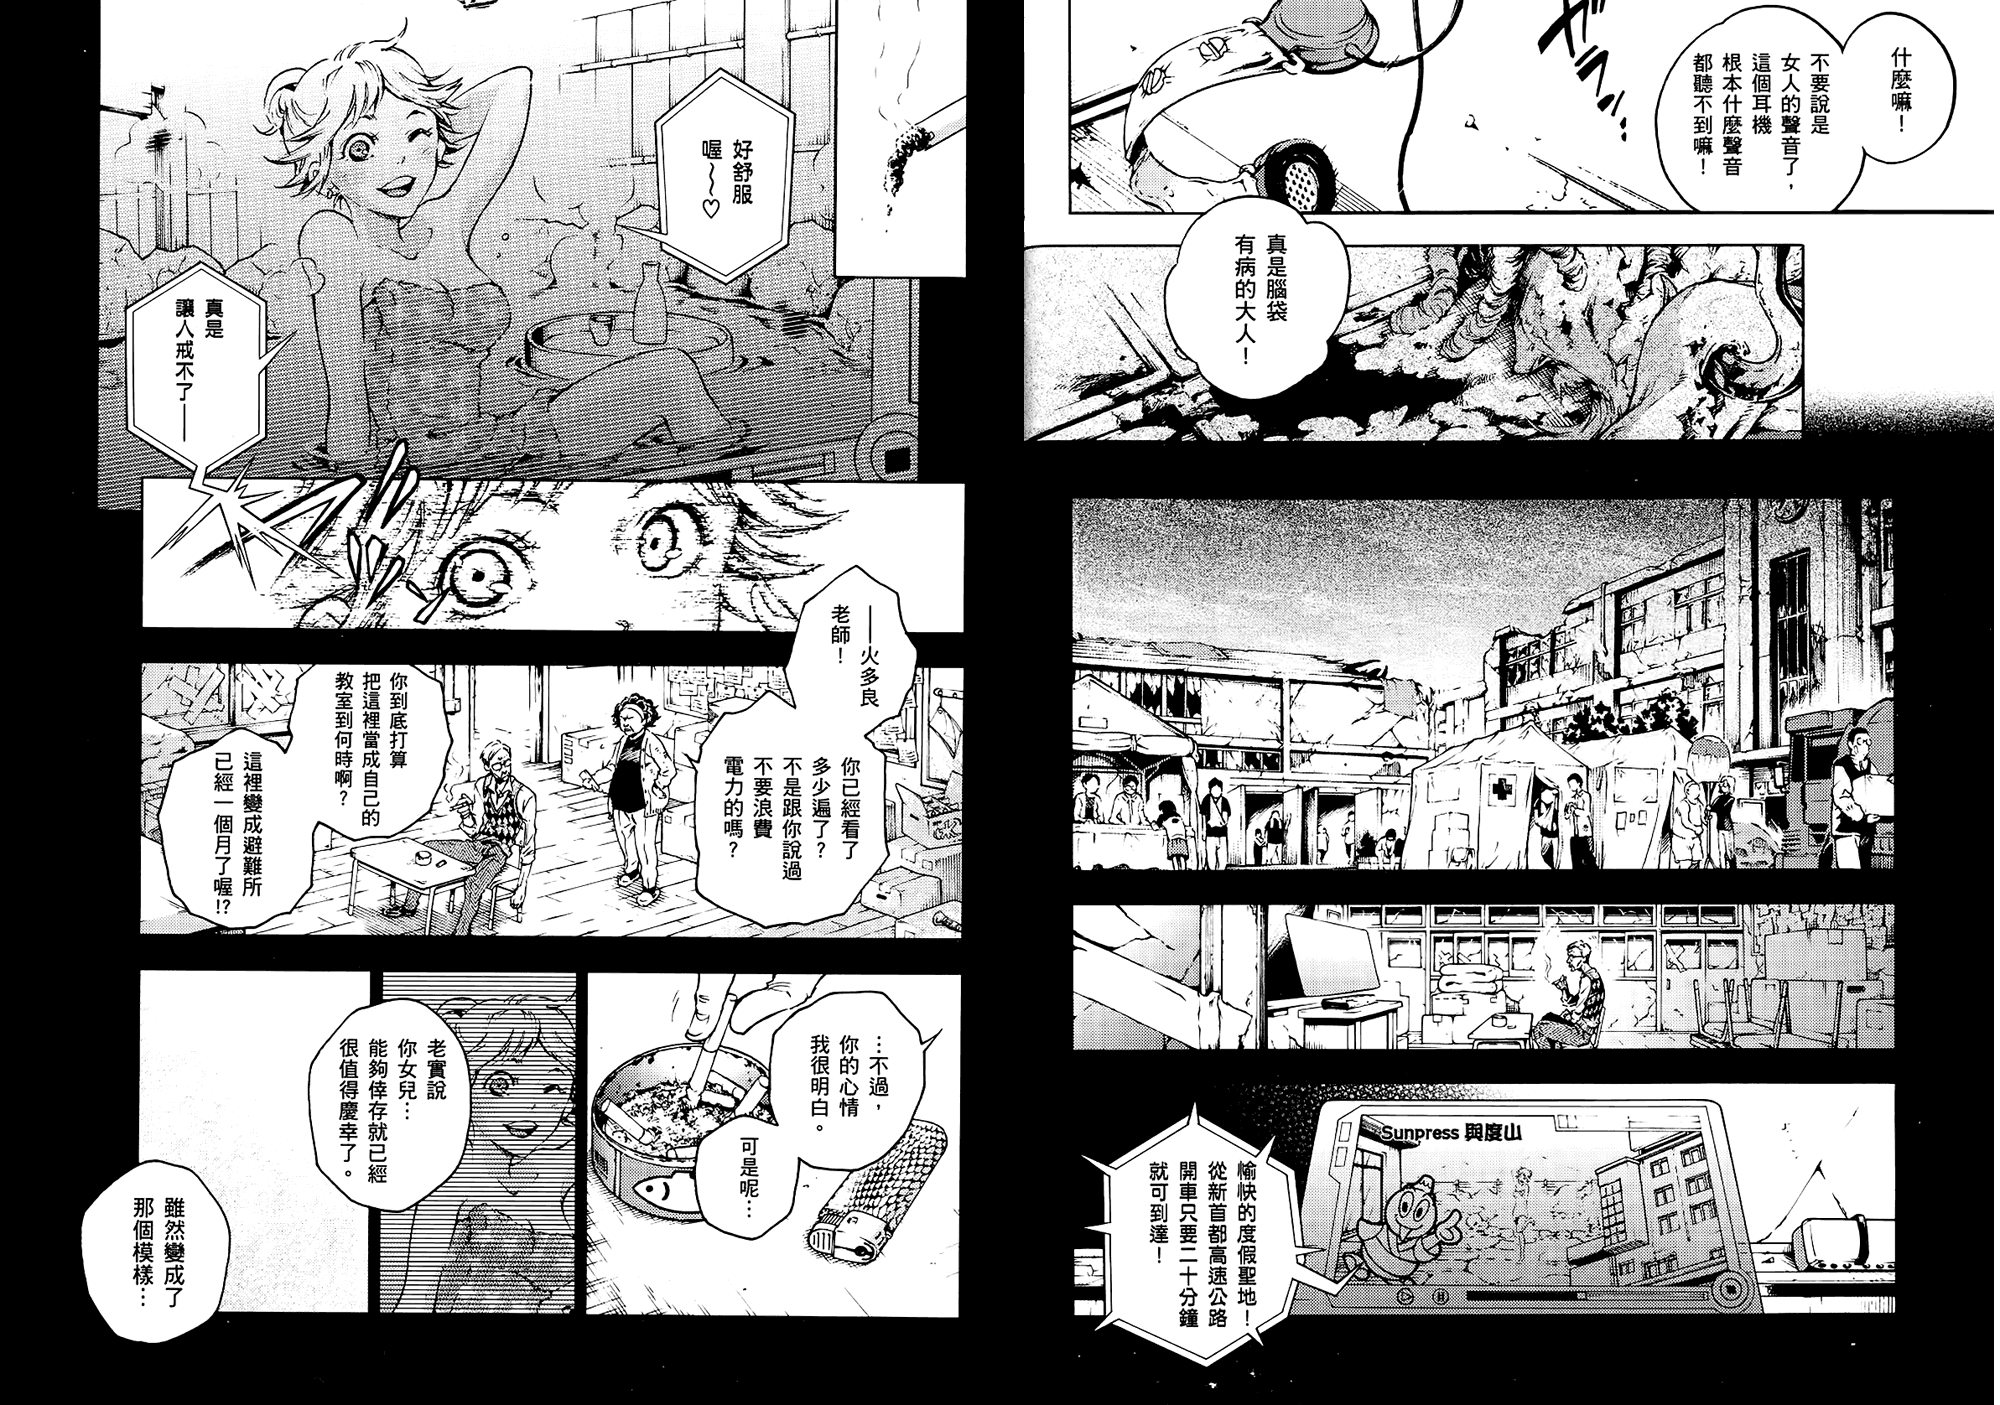 什麼嘛！
不要說是
女人的聲音了，
這個耳機
根本什麼聲音
都聽不到嘛！
真是腦袋
有病的大人！
Sunpress 與度山
愉快的度假聖地！
從新首都高速公路
開車只要二十分鐘
就可到達！
好舒服
喔～～♡
真是
讓人戒不了——
——火多良
老師！
你已經看了
多少遍了？
不是跟你說過
不要浪費
電力的嗎？
你到底打算
把這裡當成自己的
教室到何時啊？
這裡變成避難所
已經一個月了喔!?
…不過，
你的心情
我很明白。
可是呢…
老實說
你女兒…
能夠倖存就已經
很值得慶幸了。
雖然變成了
那個模樣…